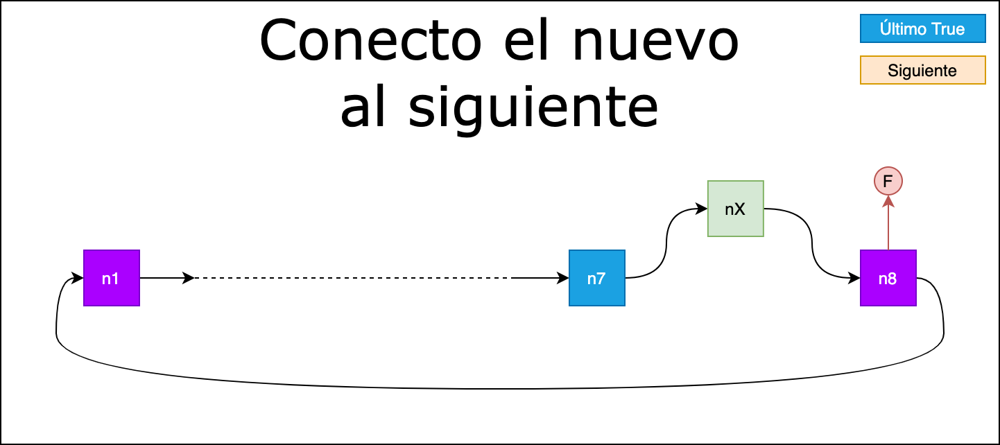 Conecto el nuevo
al siguiente
Último True
Siguiente
F
nX
n1
n7
n8